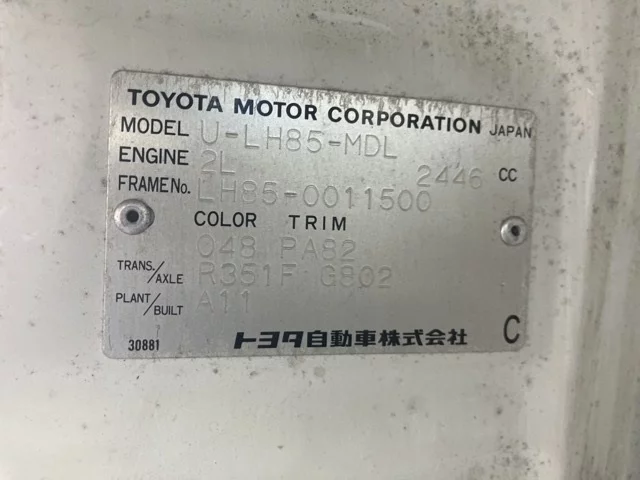 TOYOTA MOTOR CORPORATION JAPAN
MODEL U-LH85-MDL
ENGINE 2L 2446 CC
FRAME No. LH85-0011500
COLOR TRIM
048 PA82
TRANS./AXLE R351F G802
PLANT/BUILT A11
30881 トヨタ自動車株式会社 C